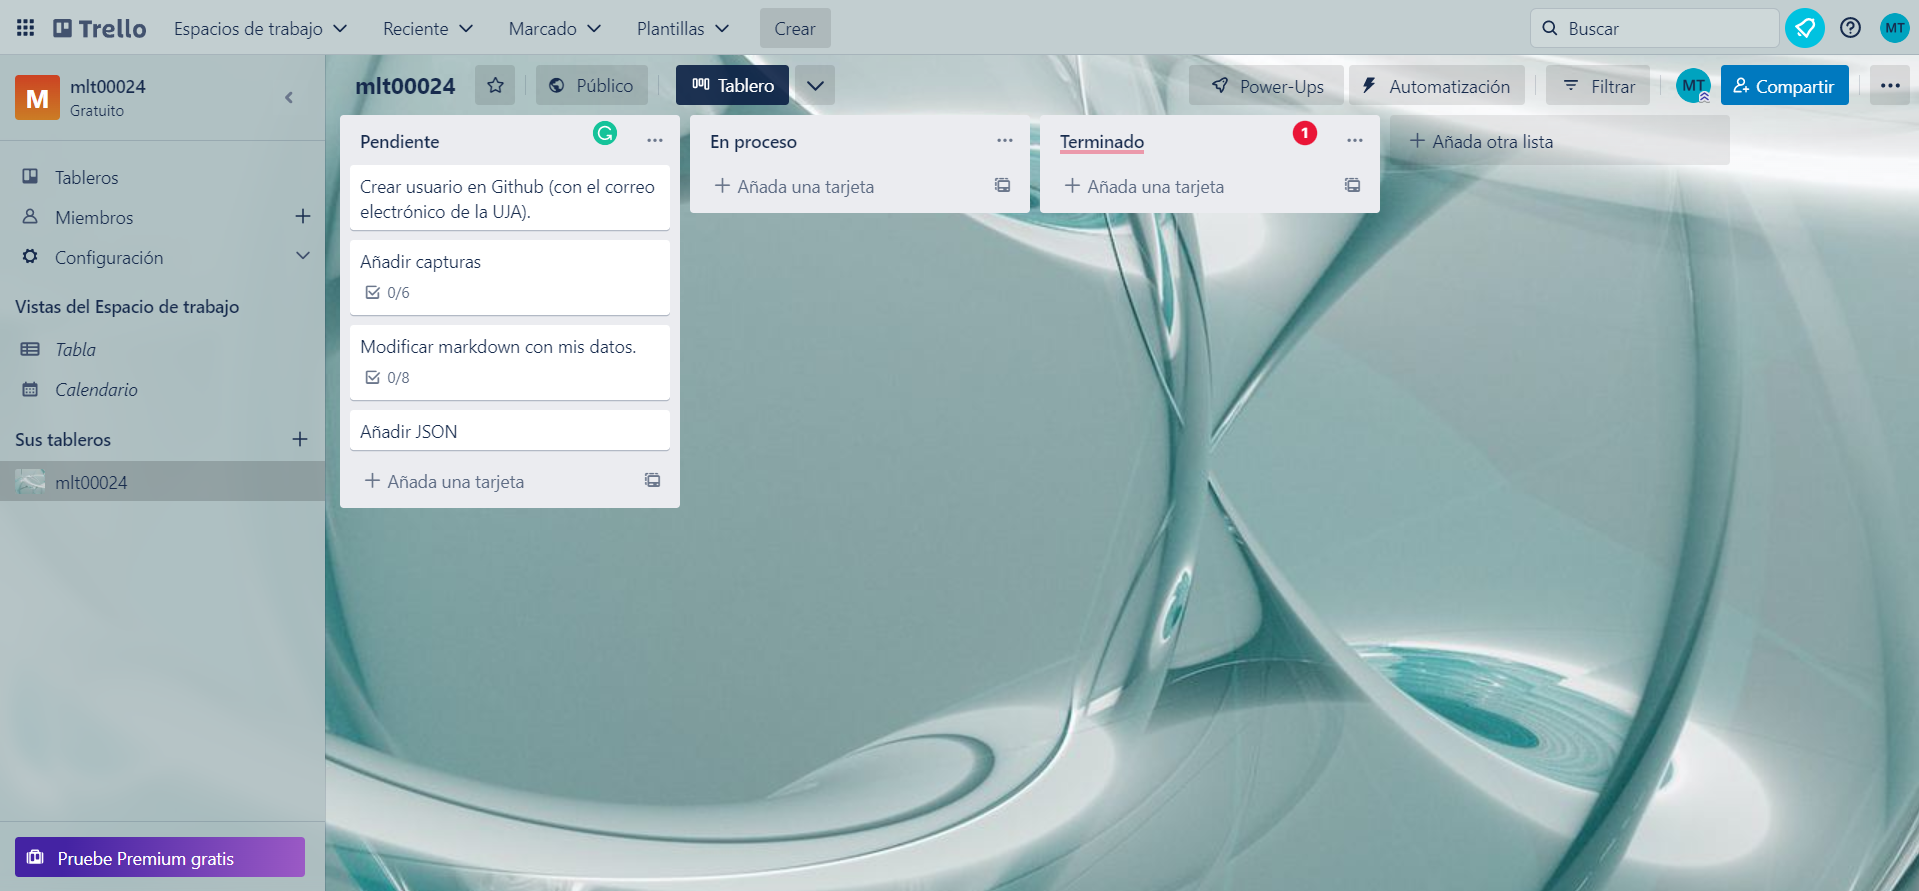 Trello
Espacios de trabajo
Reciente
Marcado
Plantillas
Crear
Buscar
MT
M
mlt00024
Gratuito
Tableros
Miembros
Configuración
Vistas del Espacio de trabajo
Tabla
Calendario
Sus tableros
mlt00024
Pruebe Premium gratis
mlt00024
Público
Tablero
Power-Ups
Automatización
Filtrar
MT
Compartir
Pendiente
Crear usuario en Github (con el correo
electrónico de la UJA).
Añadir capturas
0/6
Modificar markdown con mis datos.
0/8
Añadir JSON
Añada una tarjeta
En proceso
Añada una tarjeta
Terminado
1
Añada una tarjeta
Añada otra lista